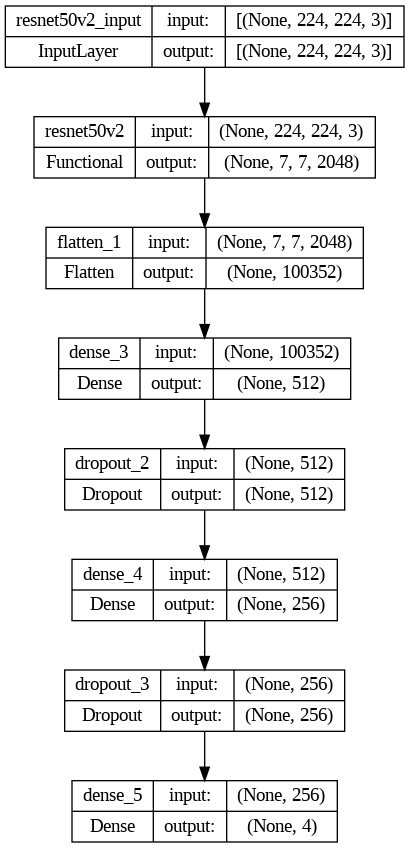 resnet50v2_input input: [(None, 224, 224, 3)]
InputLayer output: [(None, 224, 224, 3)]
resnet50v2 input: (None, 224, 224, 3)
Functional output: (None, 7, 7, 2048)
flatten_1 input: (None, 7, 7, 2048)
Flatten output: (None, 100352)
dense_3 input: (None, 100352)
Dense output: (None, 512)
dropout_2 input: (None, 512)
Dropout output: (None, 512)
dense_4 input: (None, 512)
Dense output: (None, 256)
dropout_3 input: (None, 256)
Dropout output: (None, 256)
dense_5 input: (None, 256)
Dense output: (None, 4)